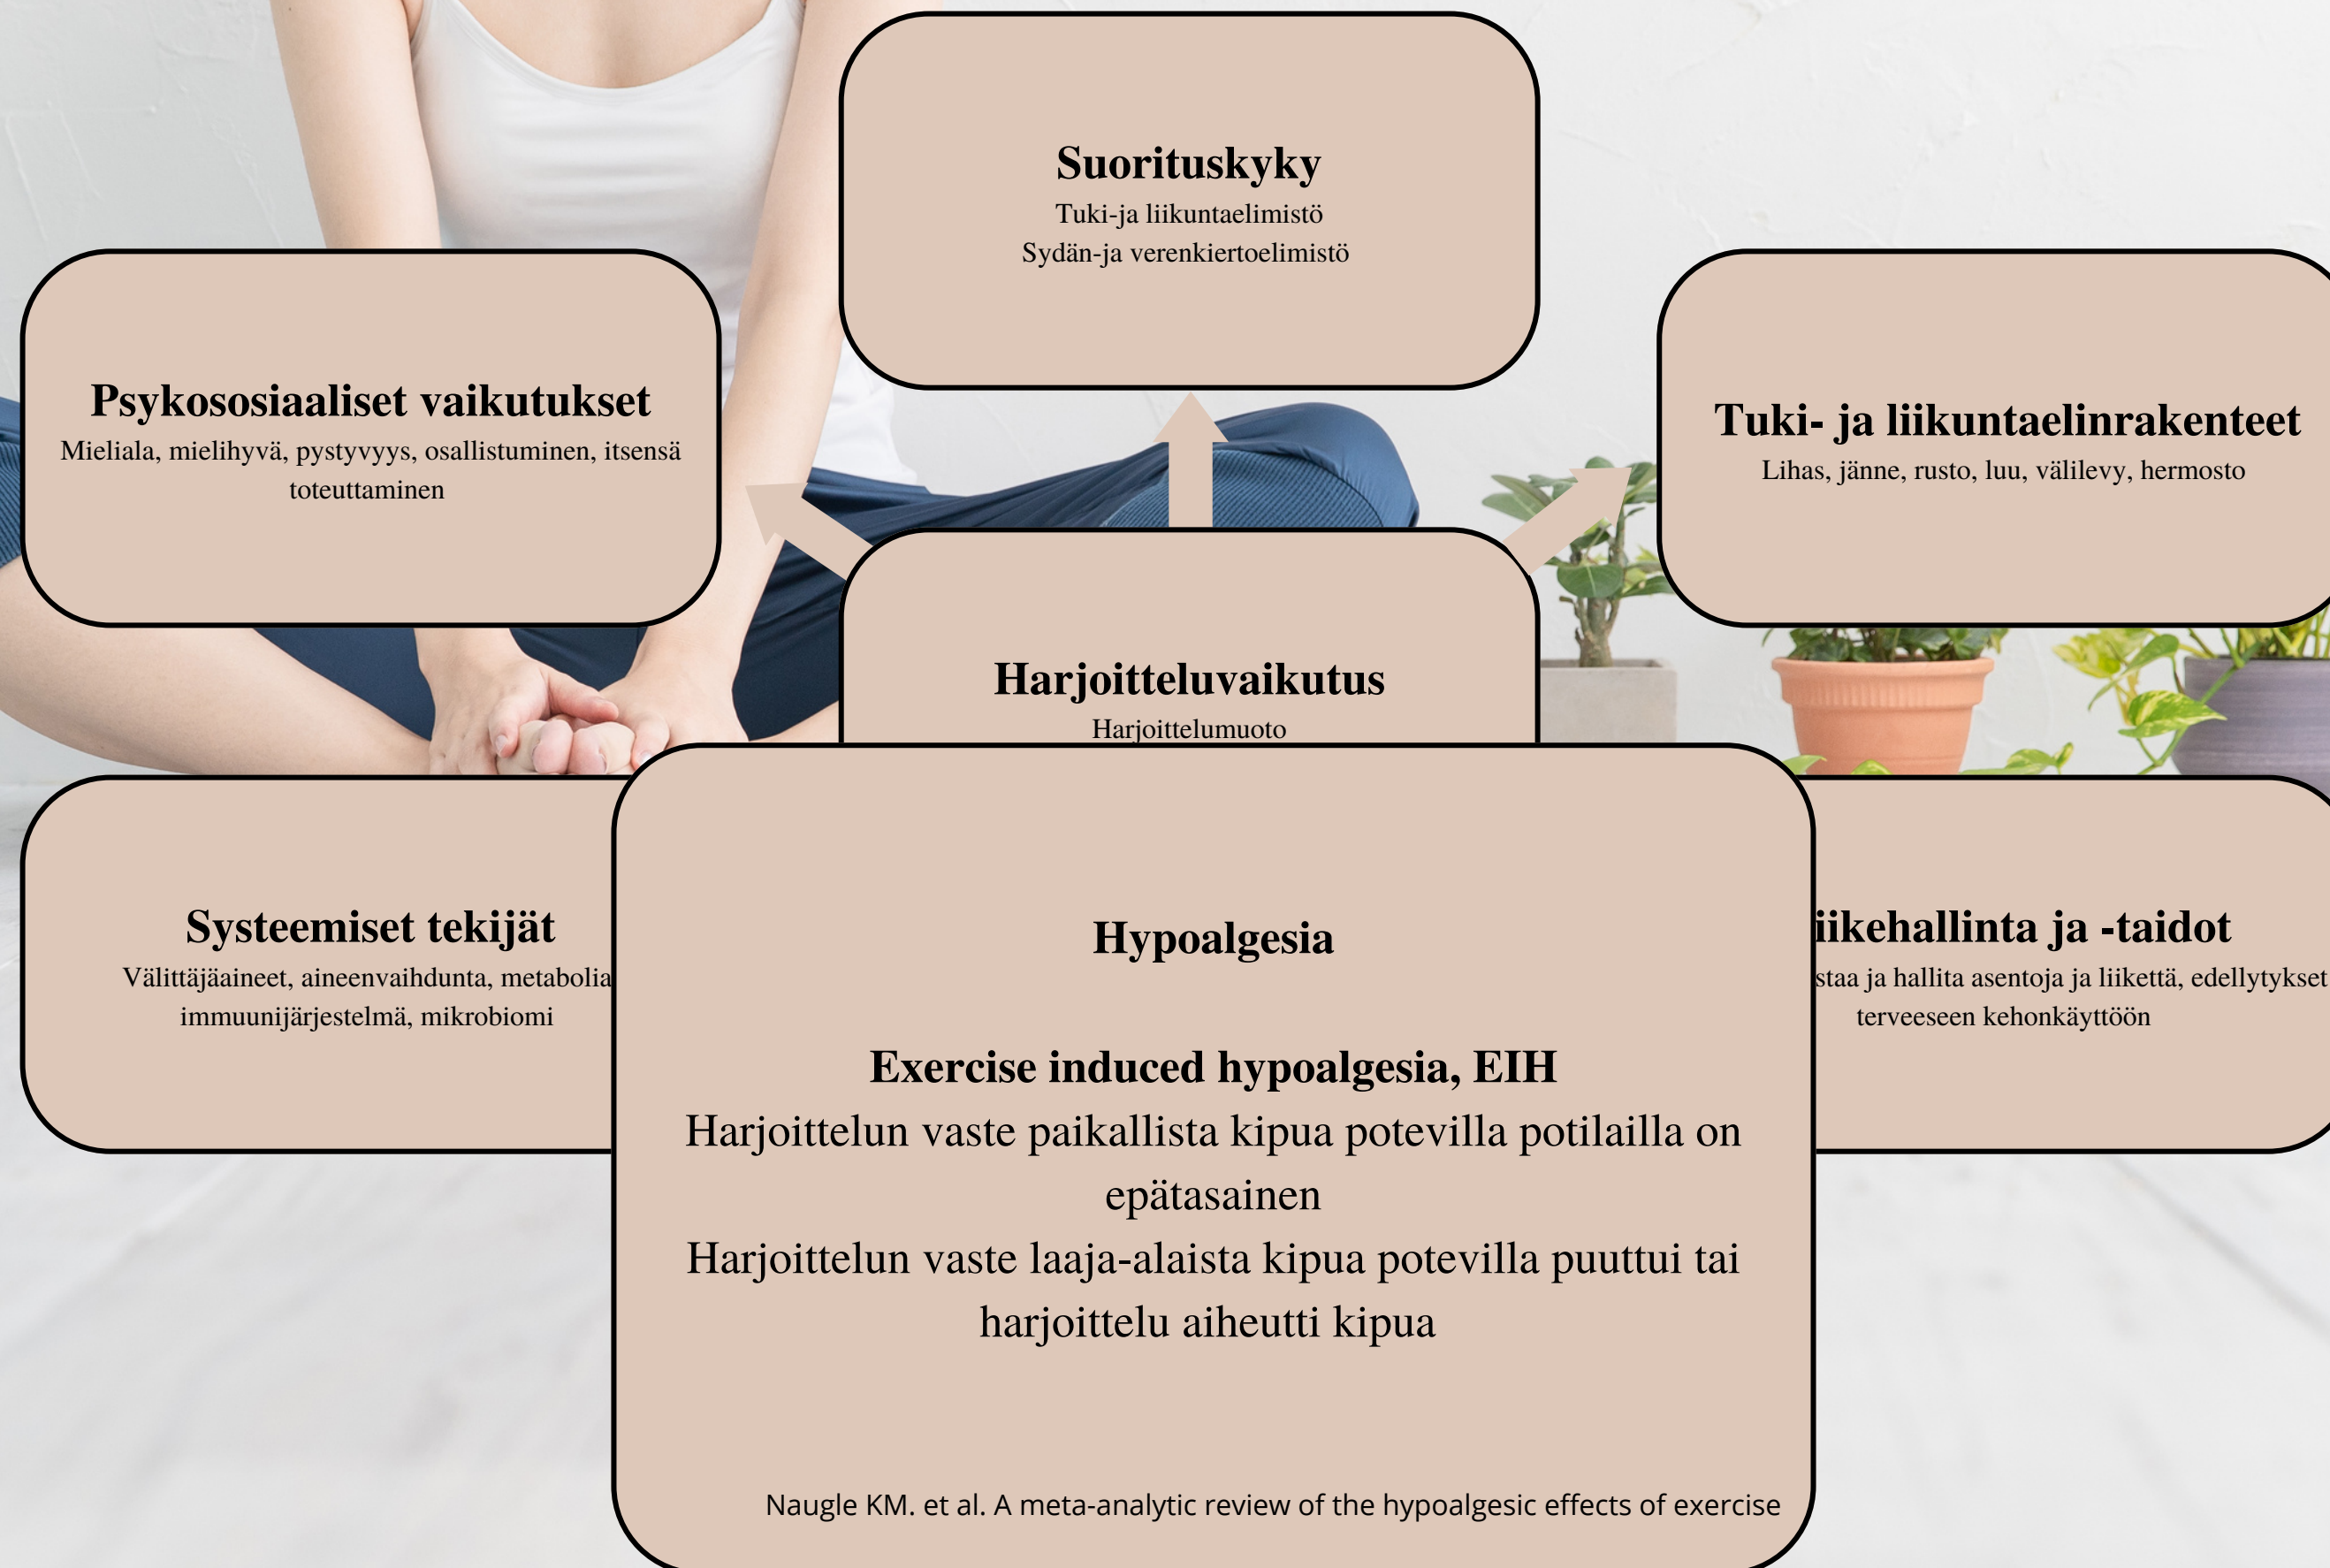 Suorituskyky
Tuki-ja liikuntaelimistö
Sydän-ja verenkiertoelimistö
Psykososiaaliset vaikutukset
Mieliala, mielihyvä, pystyvyys, osallistuminen, itsensä
toteuttaminen
Tuki- ja liikuntaelinrakenteet
Lihas, jänne, rusto, luu, välilevy, hermosto
Harjoitteluvaikutus
Harjoittelumuoto
Systeemiset tekijät
Välittäjäaineet, aineenvaihdunta, metabolia
immuunijärjestelmä, mikrobiomi
iikehallinta ja -taidot
staa ja hallita asentoja ja liikettä, edellytykset
terveeseen kehonkäyttöön
Hypoalgesia
Exercise induced hypoalgesia, EIH
Harjoittelun vaste paikallista kipua potevilla potilailla on
epätasainen
Harjoittelun vaste laaja-alaista kipua potevilla puuttui tai
harjoittelu aiheutti kipua
Naugle KM. et al. A meta-analytic review of the hypoalgesic effects of exercise